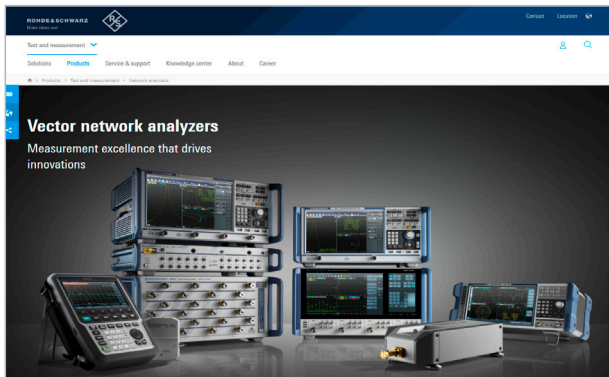 ROHDE&SCHWARZ
Make ideas real
R S
Contact Location
Test and measurement
Solutions Products Service & support Knowledge center About Career
Products Test and measurement Network analyzers
Vector network analyzers
Measurement excellence that drives
innovations